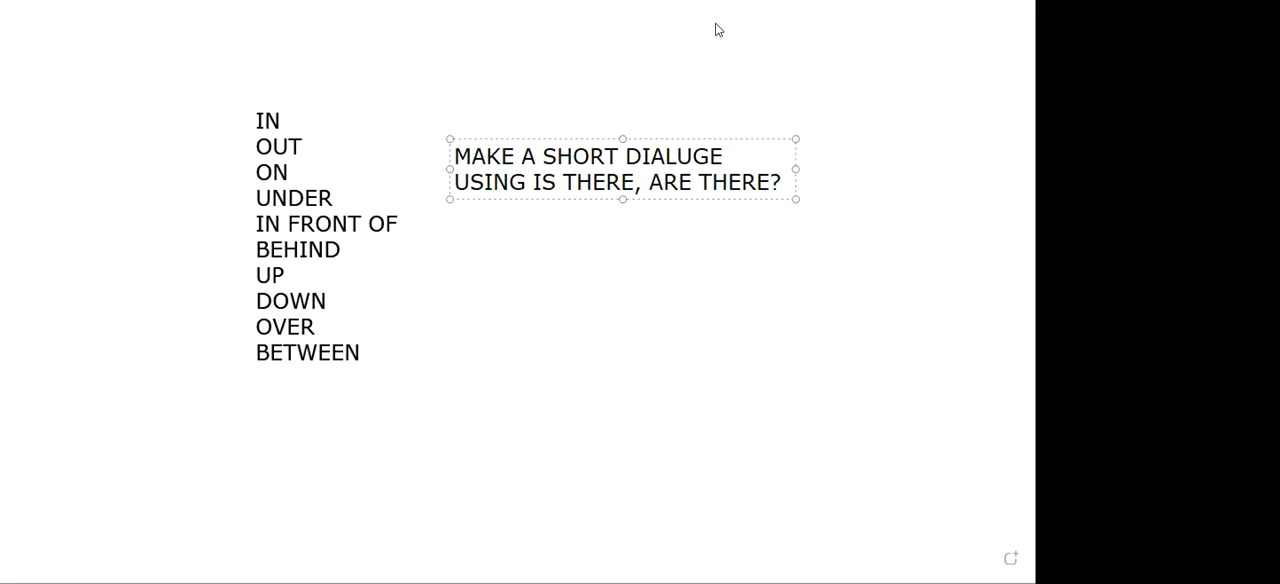 IN
OUT
ON
UNDER
IN FRONT OF
BEHIND
UP
DOWN
OVER
BETWEEN
MAKE A SHORT DIALUGE
USING IS THERE, ARE THERE?